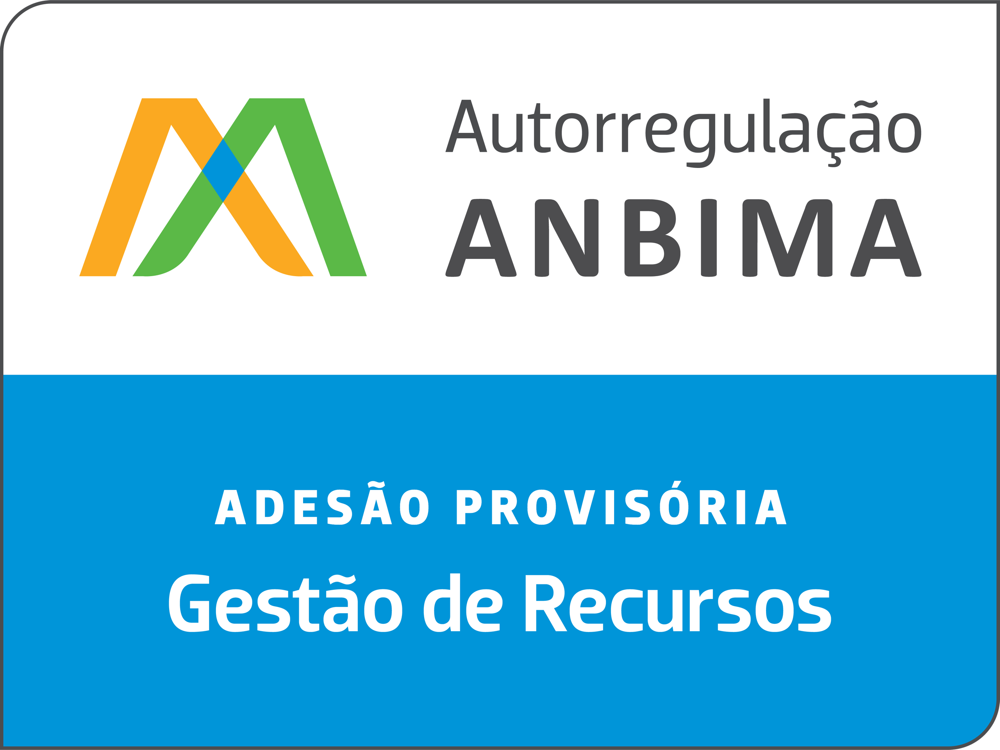 Autorregulação
ANBIMA
ADESÃO PROVISÓRIA
Gestão de Recursos